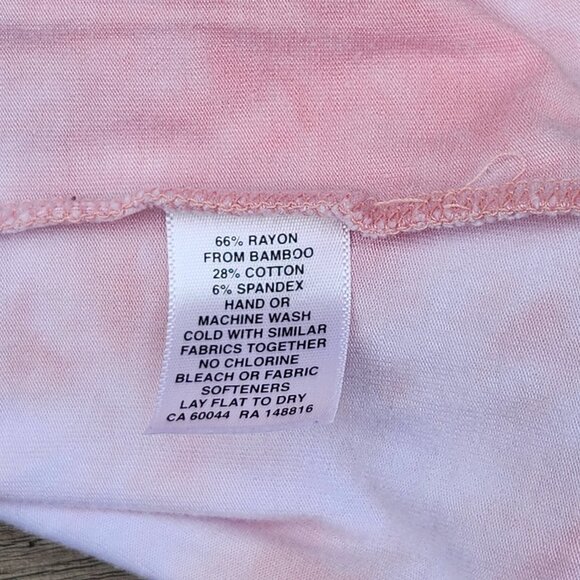 66% RAYON
FROM BAMBOO
28% COTTON
6% SPANDEX
HAND OR
MACHINE WASH
COLD WITH SIMILAR
FABRICS TOGETHER
NO CHLORINE
BLEACH OR FABRIC
SOFTENERS
LAY FLAT TO DRY
CA 60044 RA 148816